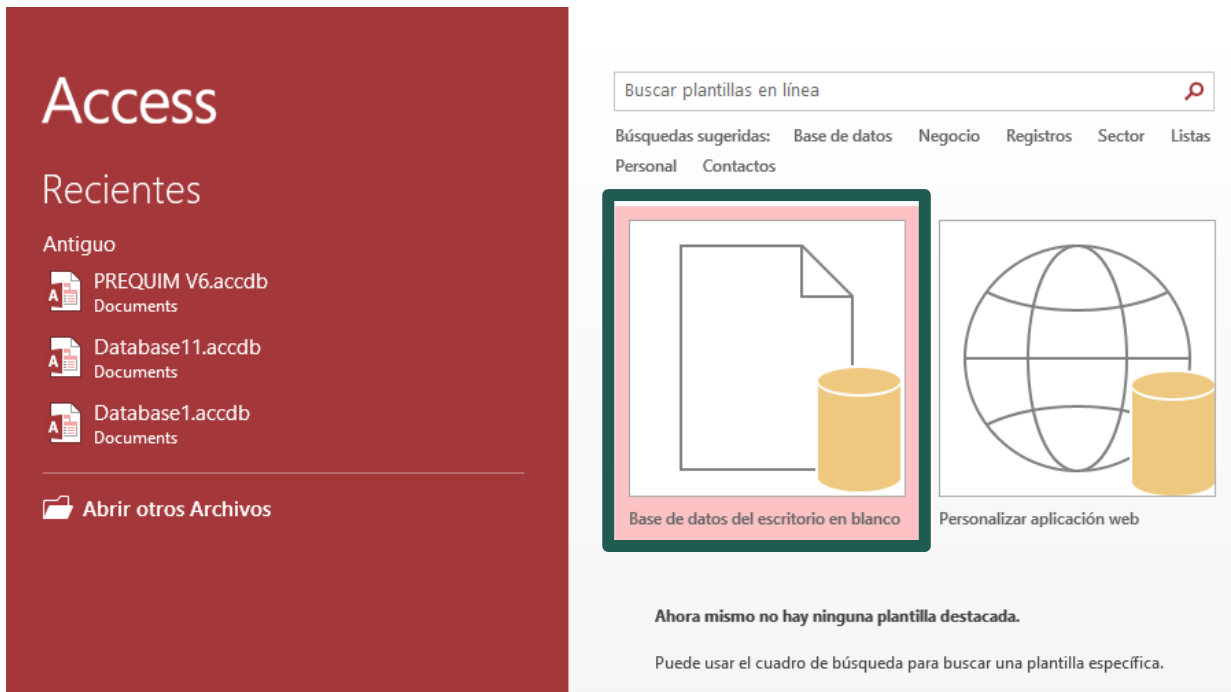 Access
Recientes
Antiguo
PREQUIM V6.accdb
Documents
Database11.accdb
Documents
Database1.accdb
Documents
Abrir otros Archivos
Buscar plantillas en línea
Búsquedas sugeridas: Base de datos Negocio Registros Sector Listas
Personal Contactos
Base de datos del escritorio en blanco
Personalizar aplicación web
Ahora mismo no hay ninguna plantilla destacada.
Puede usar el cuadro de búsqueda para buscar una plantilla específica.